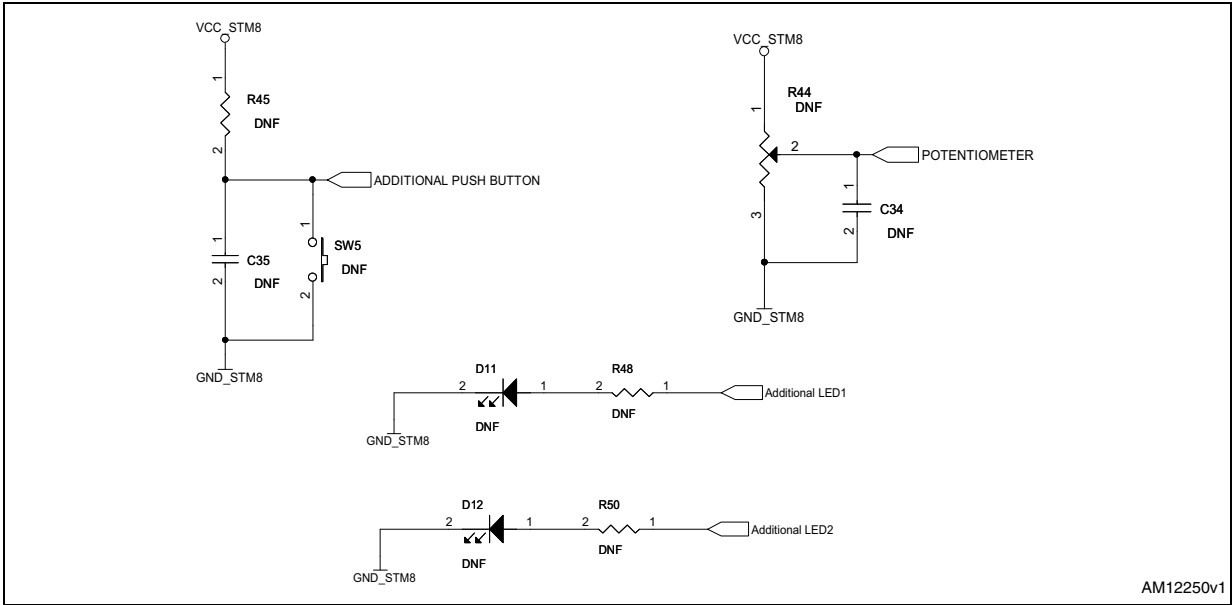 VCC_STM8
1
R45
DNF
2
ADDITIONAL PUSH BUTTON
1
C35
DNF
2
1
SW5
DNF
2
GND_STM8
VCC_STM8
1
R44
DNF
2
POTENTIOMETER
3
1
C34
DNF
2
GND_STM8
D11
2
1
DNF
R48
2
1
DNF
Additional LED1
GND_STM8
D12
2
1
DNF
R50
2
1
DNF
Additional LED2
GND_STM8
AM12250v1